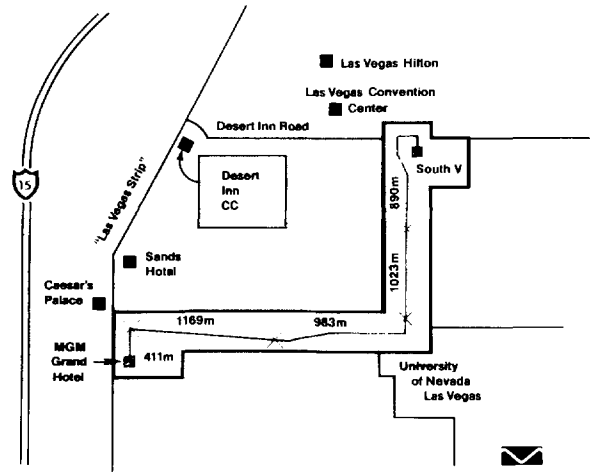 Las Vegas Hilton
Las Vegas Convention
Center
Desert Inn Road
South V
15
"Las Vegas Strip"
Desert
Inn
CC
890m
Sands
Hotel
1023m
Caesar's
Palace
1169m
983m
MGM
Grand
Hotel
411m
University
of Nevada
Las Vegas